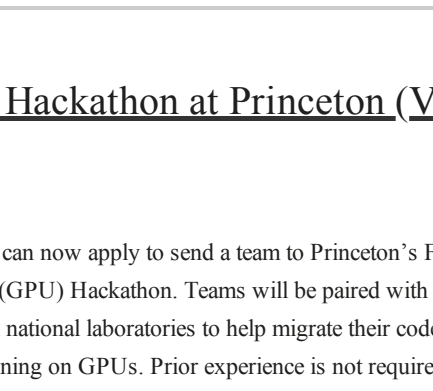 Hackathon at Princeton (V
can now apply to send a team to Princeton’s F
(GPU) Hackathon. Teams will be paired with
national laboratories to help migrate their code
ning on GPUs. Prior experience is not require